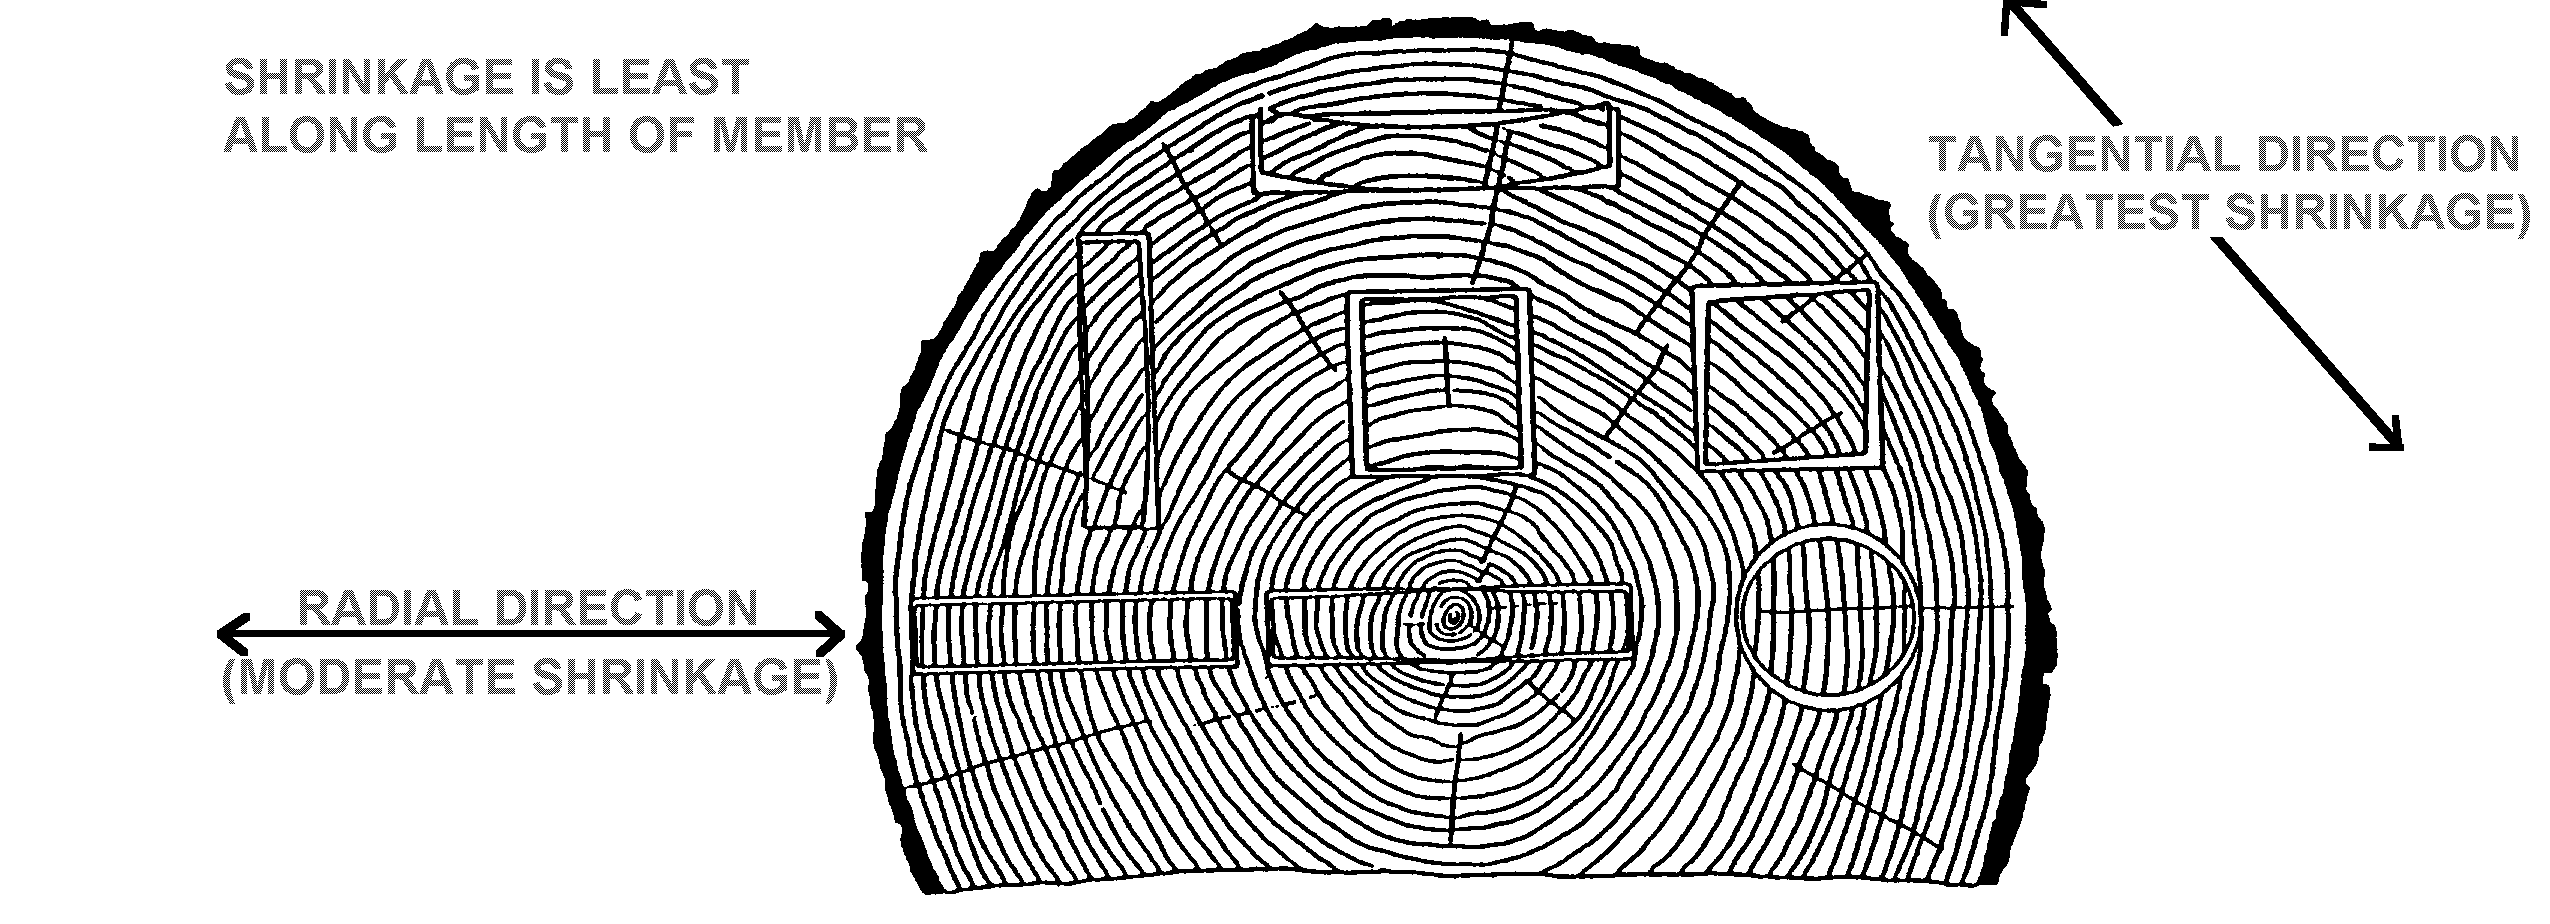 SHRINKAGE IS LEAST
ALONG LENGTH OF MEMBER
TANGENTIAL DIRECTION
(GREATEST SHRINKAGE)
RADIAL DIRECTION
(MODERATE SHRINKAGE)